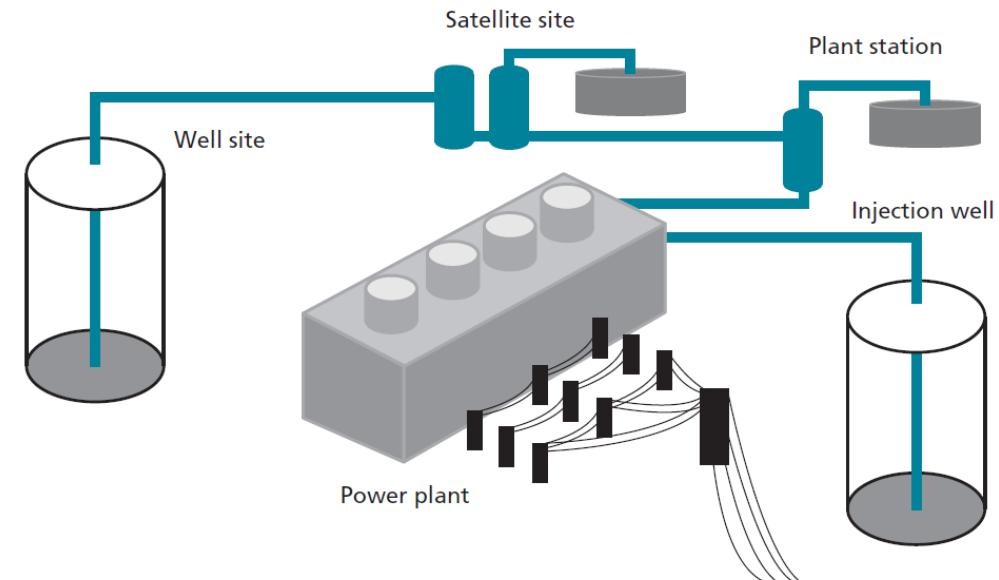 Satellite site
Plant station
Well site
Injection well
Power plant